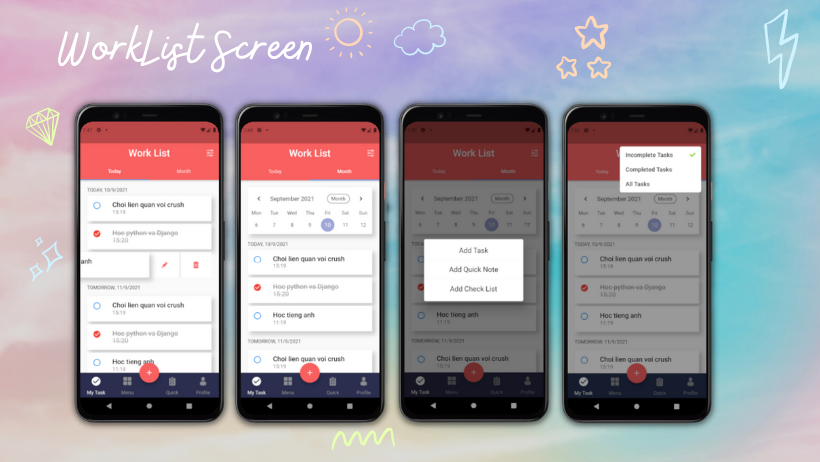 WorkList Screen
Work List
Today Month
TODAY, 10/9/2021
Choi lien quan voi crush
15:19
Hoc python va Django
15:20
anh
TOMORROW, 11/9/2021
Choi lien quan voi crush
15:19
Hoc python va Django
15:20
Hoc tieng anh
11:19
+
My Task Menu Quick Profile
Work List
Today Month
September 2021 Month
Mon Tue Wed Thu Fri Sat Sun
6 7 8 9 10 11 12
TODAY, 10/9/2021
Choi lien quan voi crush
15:19
Hoc python va Django
15:20
Hoc tieng anh
11:19
TOMORROW, 11/9/2021
Choi lien quan voi crush
15:19
+
My Task Menu Quick Profile
Work List
Today Month
September 2021 Month
Mon Tue Wed Thu Fri Sat Sun
6 7 8 9 10 11 12
Add Task
Add Quick Note
Add Check List
Hoc tieng anh
11:19
TOMORROW, 11/9/2021
Choi lien quan voi crush
15:19
+
My Task Menu Quick Profile
Incomplete Tasks
Completed Tasks
All Tasks
Today
September 2021 Month
Mon Tue Wed Thu Fri Sat Sun
6 7 8 9 10 11 12
TODAY, 10/9/2021
Choi lien quan voi crush
15:19
Hoc python va Django
15:20
Hoc tieng anh
11:19
TOMORROW, 11/9/2021
Choi lien quan voi crush
15:19
+
My Task Menu Quick Profile